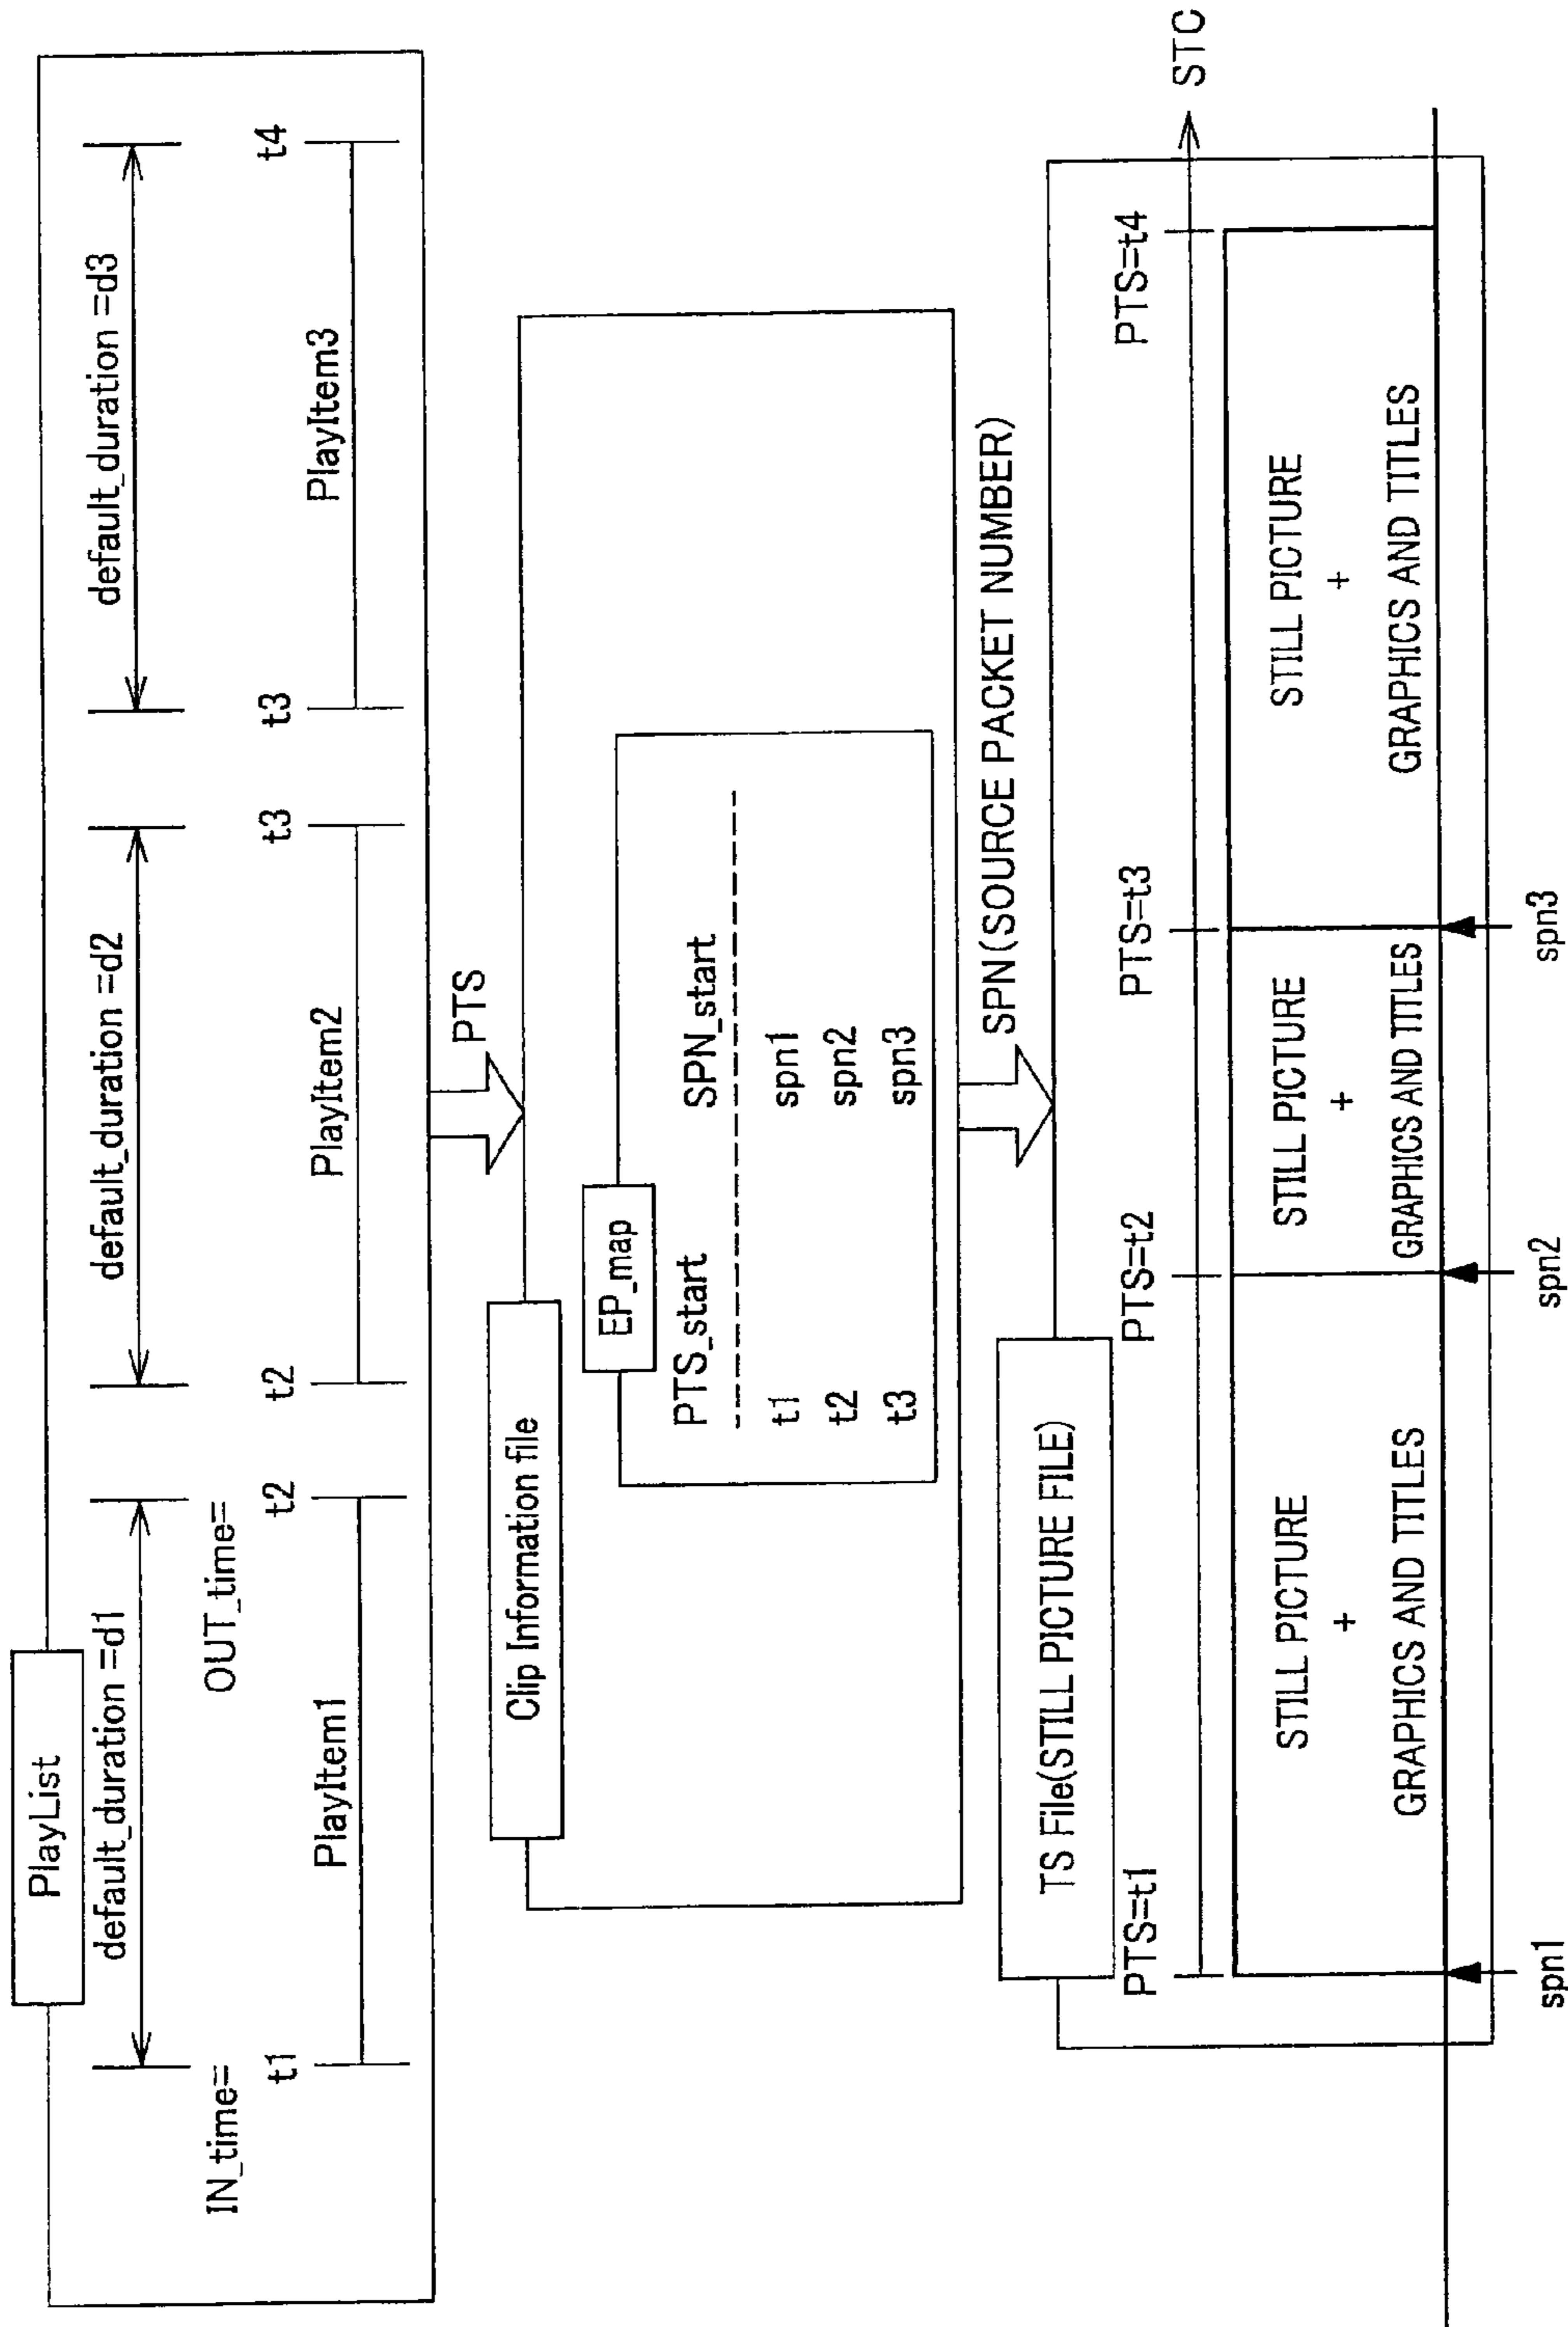 PlayList
default_duration =d1
default_duration =d2
default_duration =d3
IN_time=
OUT_time=
t1
t2
t2
t3
t3
t4
PlayItem1
PlayItem2
PlayItem3
PTS
Clip Information file
EP_map
PTS_start SPN_start
t1 spn1
t2 spn2
t3 spn3
SPN(SOURCE PACKET NUMBER)
TS File(STILL PICTURE FILE)
PTS=t1
PTS=t2
PTS=t3
PTS=t4
STC
STILL PICTURE
+
GRAPHICS AND TITLES
STILL PICTURE
+
GRAPHICS AND TITLES
STILL PICTURE
+
GRAPHICS AND TITLES
spn1
spn2
spn3